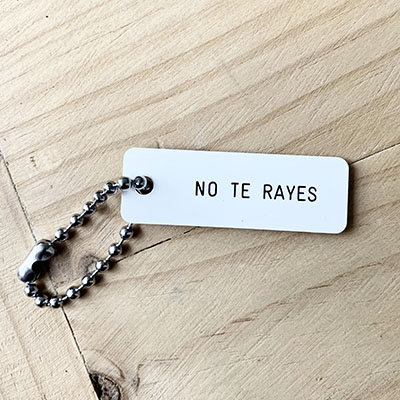 NO TE RAYES